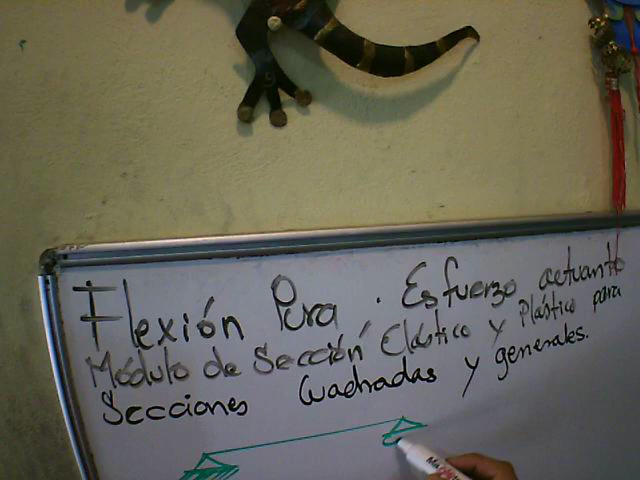 Flexión Pura. Esfuerzo actuante
Módulo de Sección Elástico y Plástico para
Secciones Cuadradas y generales.